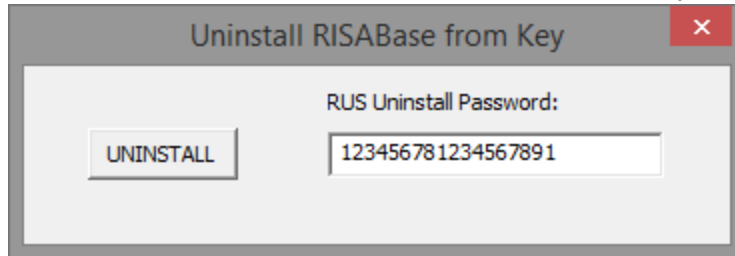 Uninstall RISABase from Key
RUS Uninstall Password:
UNINSTALL
123456781234567891